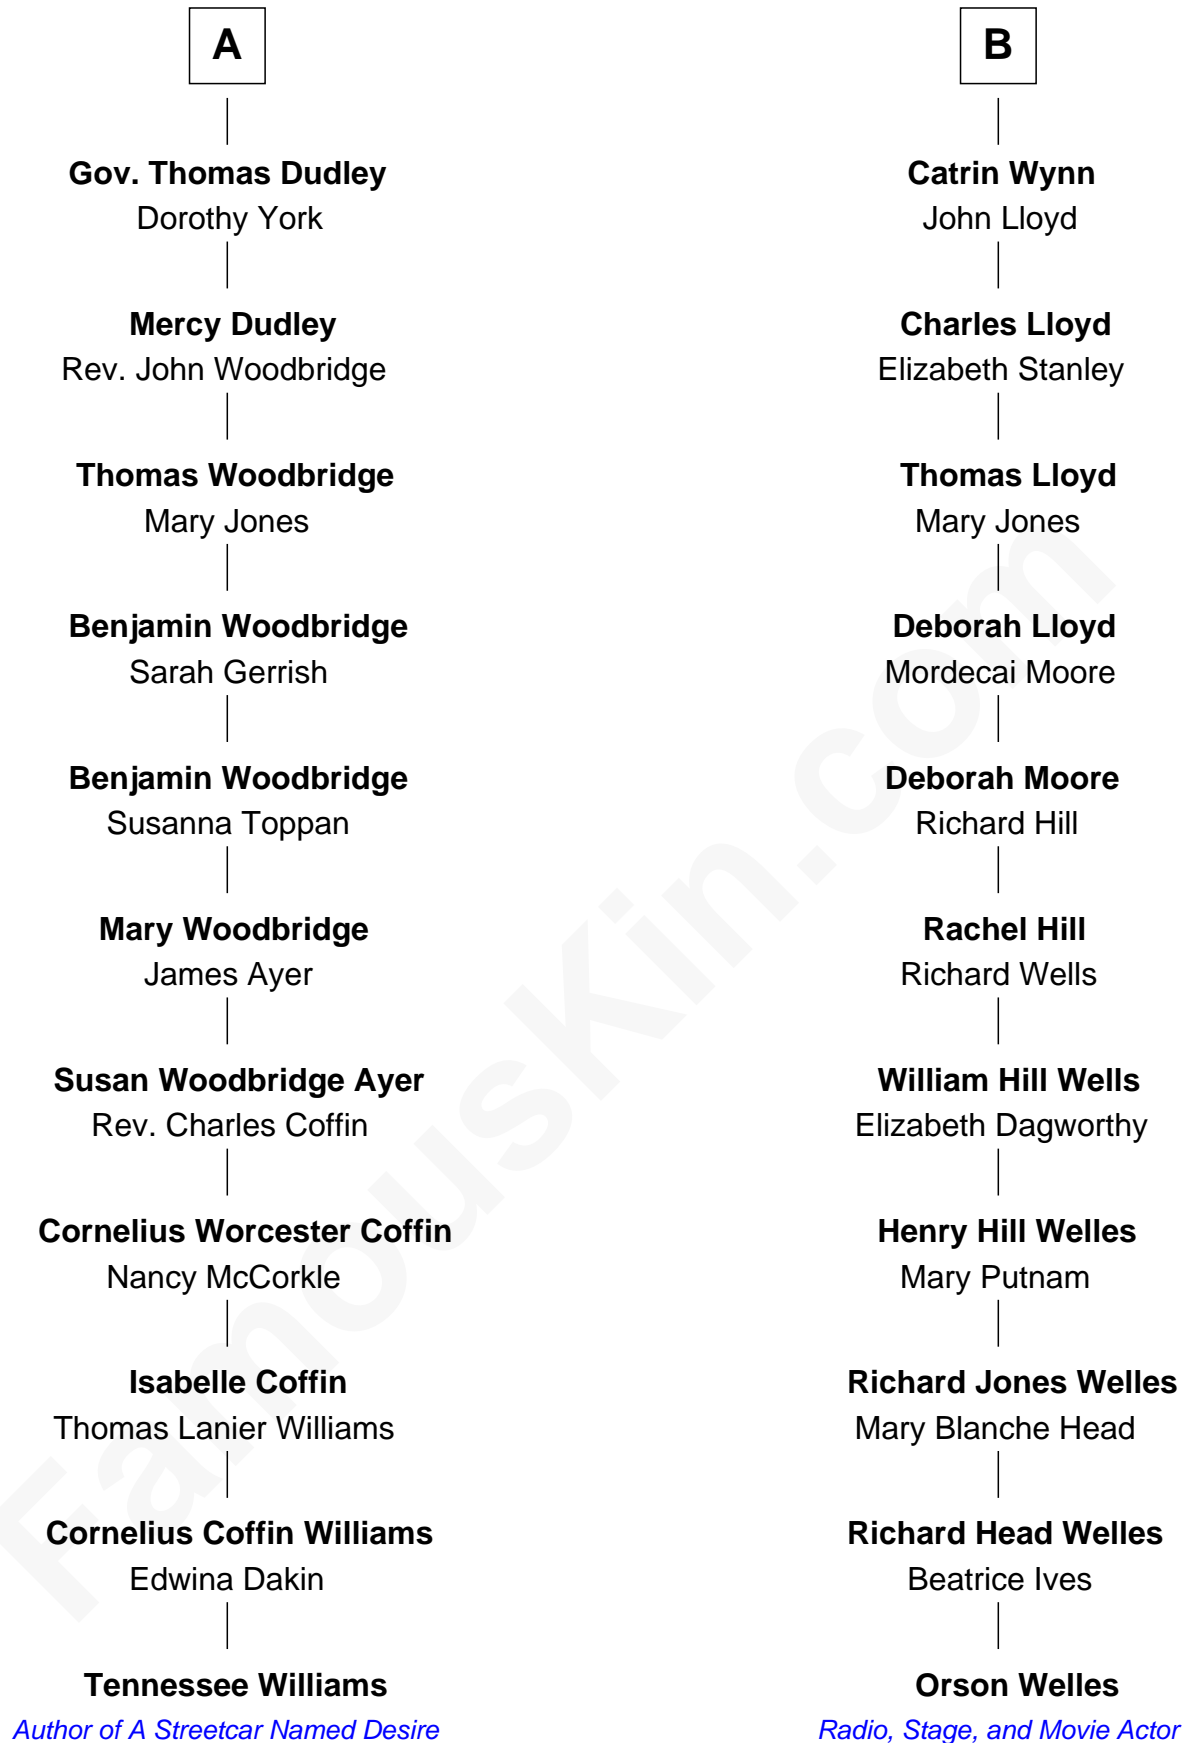 A
Gov. Thomas Dudley
Dorothy York
Mercy Dudley
Rev. John Woodbridge
Thomas Woodbridge
Mary Jones
Benjamin Woodbridge
Sarah Gerrish
Benjamin Woodbridge
Susanna Toppan
Mary Woodbridge
James Ayer
Susan Woodbridge Ayer
Rev. Charles Coffin
Cornelius Worcester Coffin
Nancy McCorkle
Isabelle Coffin
Thomas Lanier Williams
Cornelius Coffin Williams
Edwina Dakin
Tennessee Williams
Author of A Streetcar Named Desire
B
Catrin Wynn
John Lloyd
Charles Lloyd
Elizabeth Stanley
Thomas Lloyd
Mary Jones
Deborah Lloyd
Mordecai Moore
Deborah Moore
Richard Hill
Rachel Hill
Richard Wells
William Hill Wells
Elizabeth Dagworthy
Henry Hill Welles
Mary Putnam
Richard Jones Welles
Mary Blanche Head
Richard Head Welles
Beatrice Ives
Orson Welles
Radio, Stage, and Movie Actor
FamousKin.com